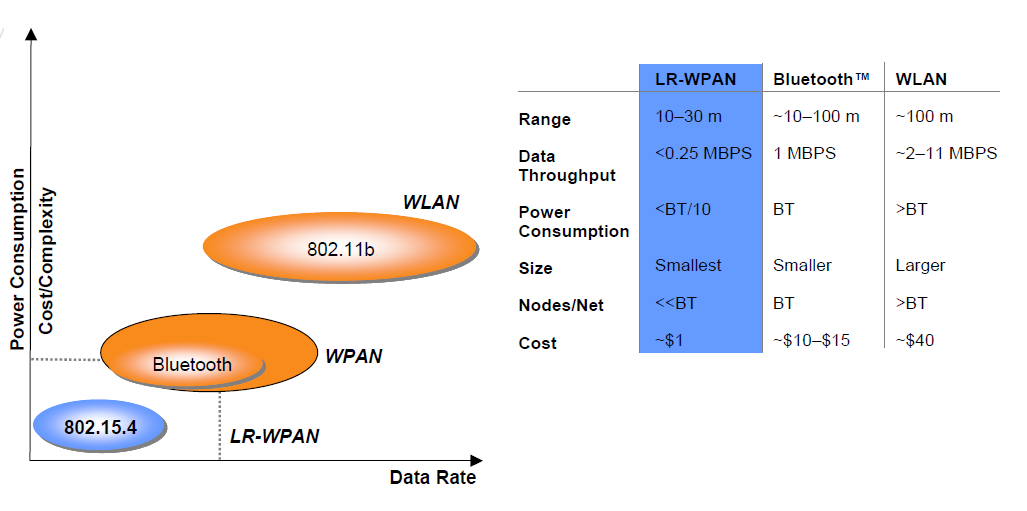 Power Consumption
Cost/Complexity
WLAN
802.11b
WPAN
Bluetooth
802.15.4
LR-WPAN
Data Rate
LR-WPAN Bluetooth™ WLAN
Range 10–30 m ~10–100 m ~100 m
Data <0.25 MBPS 1 MBPS ~2–11 MBPS
Throughput
Power <BT/10 BT >BT
Consumption
Size Smallest Smaller Larger
Nodes/Net <<BT BT >BT
Cost ~$1 ~$10–$15 ~$40